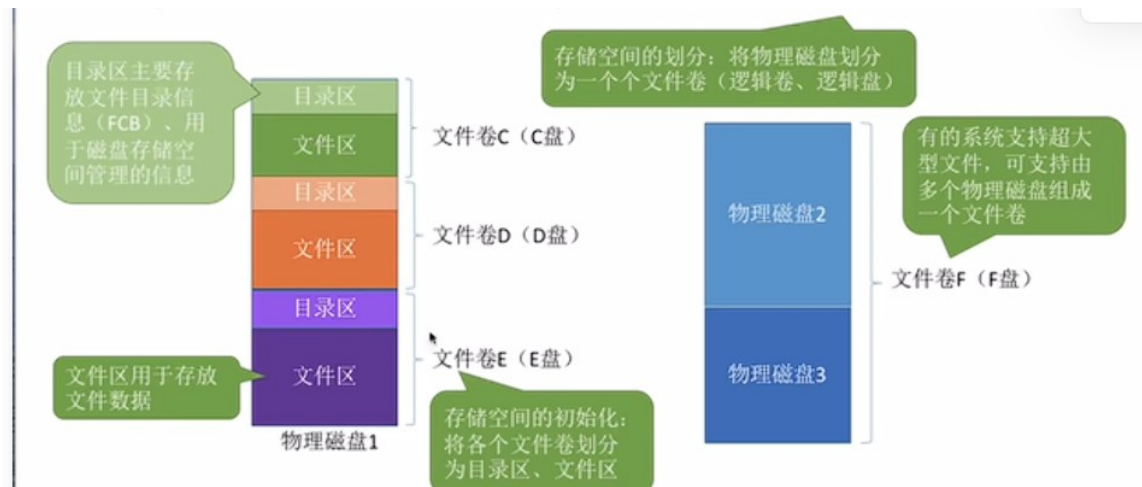 目录区主要存
放文件目录信
息（FCB）、用
于磁盘存储空
间管理的信息
目录区
文件区
文件卷C（C盘）
目录区
文件区
文件卷D（D盘）
目录区
文件区
文件卷E（E盘）
文件区用于存放
文件数据
物理磁盘1
存储空间的初始化：
将各个文件卷划分
为目录区、文件区
存储空间的划分：将物理磁盘划分
为一个个文件卷（逻辑卷、逻辑盘）
物理磁盘2
物理磁盘3
文件卷F（F盘）
有的系统支持超大
型文件，可支持由
多个物理磁盘组成
一个文件卷